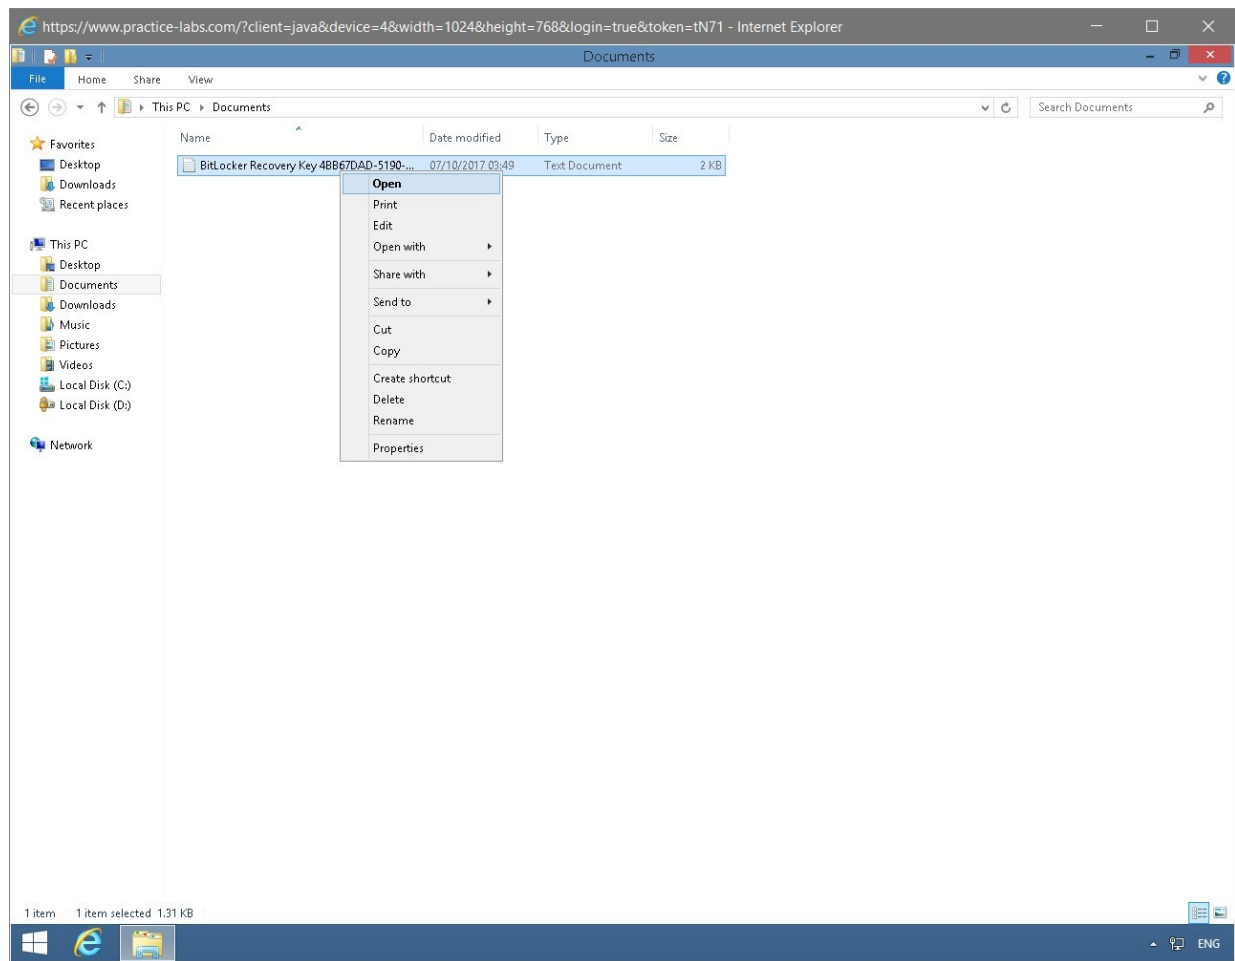 https://www.practice-labs.com/?client=java&device=4&width=1024&height=768&login=true&token=tN71 - Internet Explorer
Documents
File Home Share View
This PC Documents Search Documents
Name Date modified Type Size
BitLocker Recovery Key 4BB67DAD-5190-... 07/10/2017 03:49 Text Document 2 KB
Favorites
Desktop
Downloads
Recent places
This PC
Desktop
Documents
Downloads
Music
Pictures
Videos
Local Disk (C:)
Local Disk (D:)
Network
Open
Print
Edit
Open with
Share with
Send to
Cut
Copy
Create shortcut
Delete
Rename
Properties
1 item 1 item selected 1.31 KB
ENG